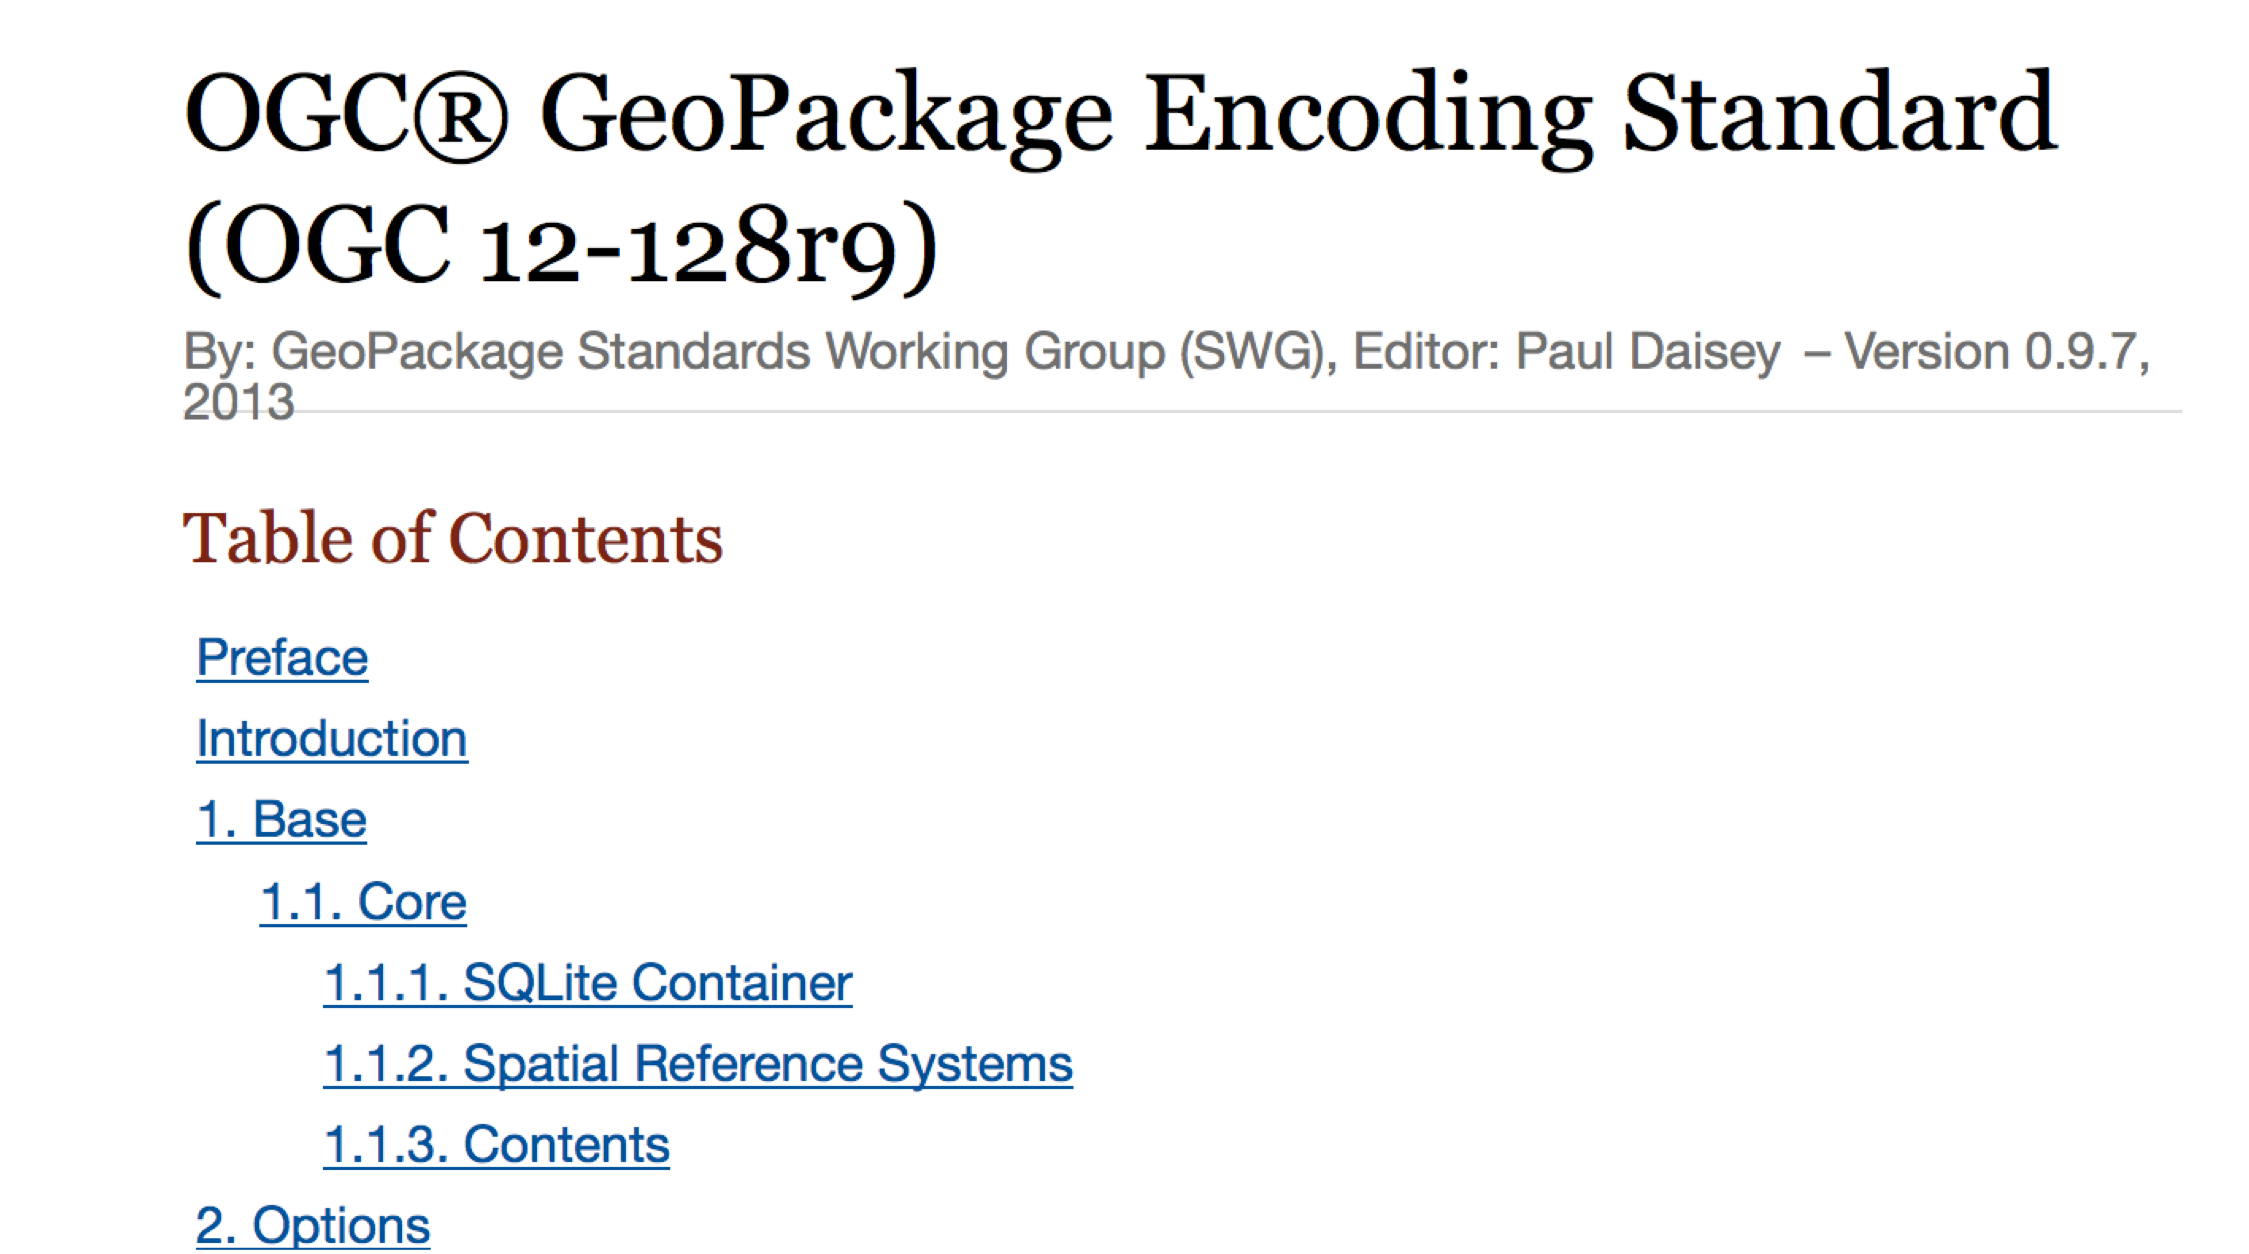 OGC® GeoPackage Encoding Standard
(OGC 12-128r9)
By: GeoPackage Standards Working Group (SWG), Editor: Paul Daisey – Version 0.9.7,
2013
Table of Contents
Preface
Introduction
1. Base
1.1. Core
1.1.1. SQLite Container
1.1.2. Spatial Reference Systems
1.1.3. Contents
2. Options